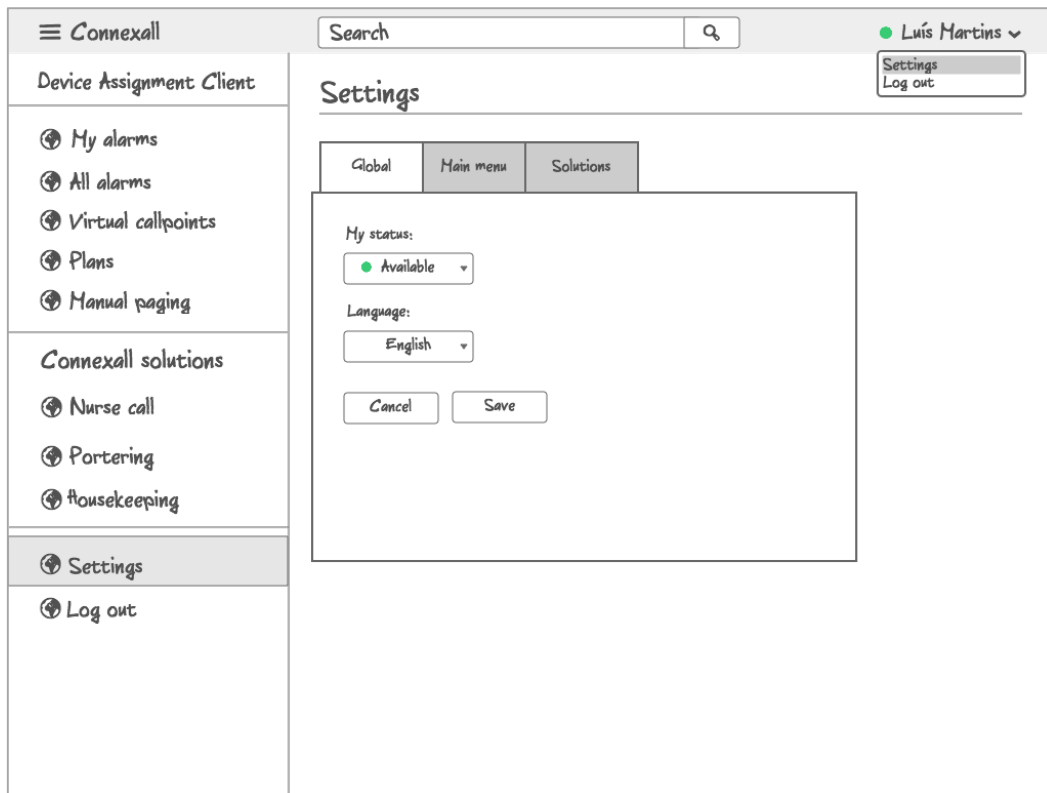 Connexall
Search
Luís Martins
Settings
Log out
Device Assignment Client
My alarms
All alarms
Virtual callpoints
Plans
Manual paging
Connexall solutions
Nurse call
Portering
Housekeeping
Settings
Log out
Settings
Global
Main menu
Solutions
My status:
Available
Language:
English
Cancel
Save